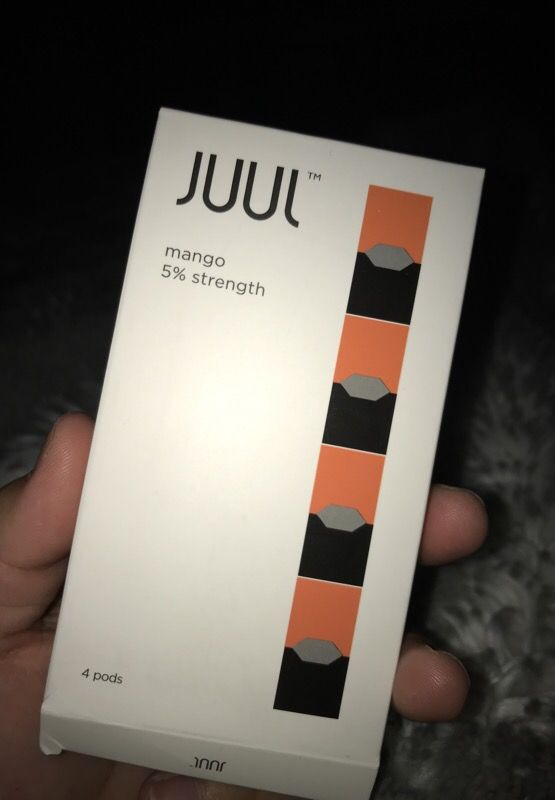 JUUL™
mango
5% strength
4 pods
JUUL